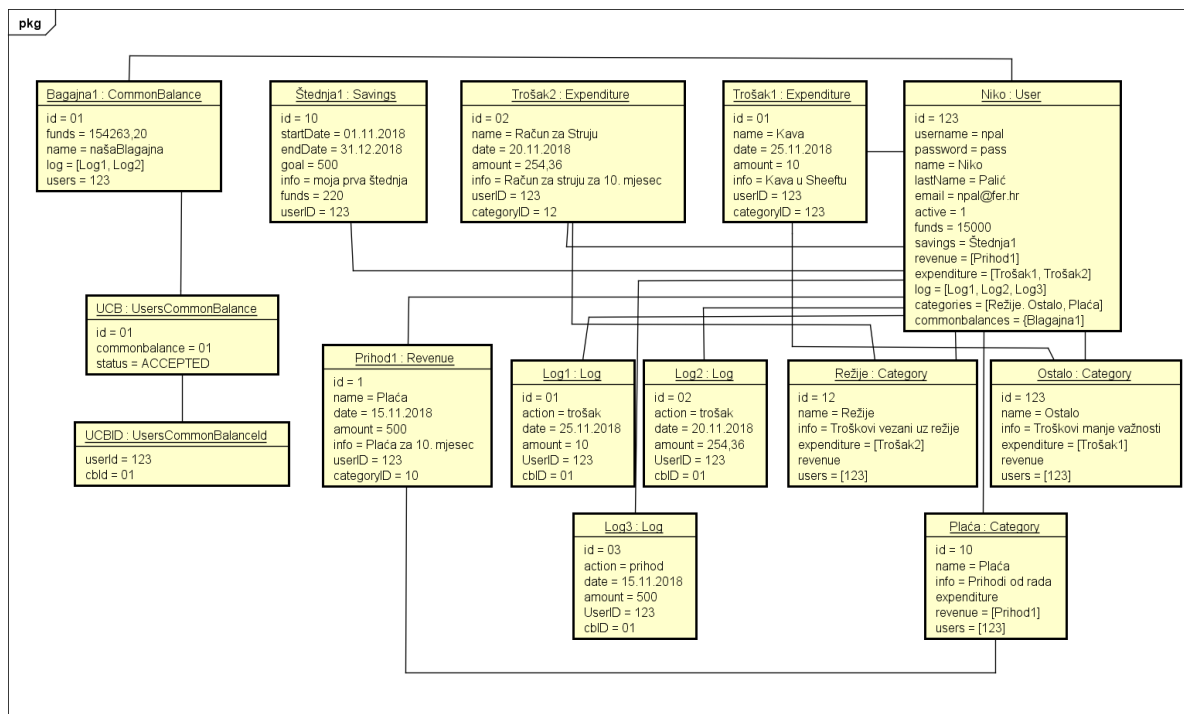 pkg
Bagajna1 : CommonBalance
id = 01
funds = 154263,20
name = našaBlagajna
log = [Log1, Log2]
users = 123
Štednja1 : Savings
id = 10
startDate = 01.11.2018
endDate = 31.12.2018
goal = 500
info = moja prva štednja
funds = 220
userID = 123
Trošak2 : Expenditure
id = 02
name = Račun za Struju
date = 20.11.2018
amount = 254,36
info = Račun za struju za 10. mjesec
userID = 123
categoryID = 12
Trošak1 : Expenditure
id = 01
name = Kava
date = 25.11.2018
amount = 10
info = Kava u Sheeftu
userID = 123
categoryID = 123
Niko : User
id = 123
username = npal
password = pass
name = Niko
lastName = Palić
email = npal@fer.hr
active = 1
funds = 15000
savings = Štednja1
revenue = [Prihod1]
expenditure = [Trošak1, Trošak2]
log = [Log1, Log2, Log3]
categories = [Režije. Ostalo, Plaća]
commonbalances = {Blagajna1]
UCB : UsersCommonBalance
id = 01
commonbalance = 01
status = ACCEPTED
UCBID : UsersCommonBalanceId
userId = 123
cbId = 01
Prihod1 : Revenue
id = 1
name = Plaća
date = 15.11.2018
amount = 500
info = Plaća za 10. mjesec
userID = 123
categoryID = 10
Log1 : Log
id = 01
action = trošak
date = 25.11.2018
amount = 10
UserID = 123
cbID = 01
Log2 : Log
id = 02
action = trošak
date = 20.11.2018
amount = 254,36
UserID = 123
cbID = 01
Režije : Category
id = 12
name = Režije
info = Troškovi vezani uz režije
expenditure = [Trošak2]
revenue
users = [123]
Ostalo : Category
id = 123
name = Ostalo
info = Troškovi manje važnosti
expenditure = [Trošak1]
revenue
users = [123]
Log3 : Log
id = 03
action = prihod
date = 15.11.2018
amount = 500
UserID = 123
cbID = 01
Plaća : Category
id = 10
name = Plaća
info = Prihodi od rada
expenditure
revenue = [Prihod1]
users = [123]